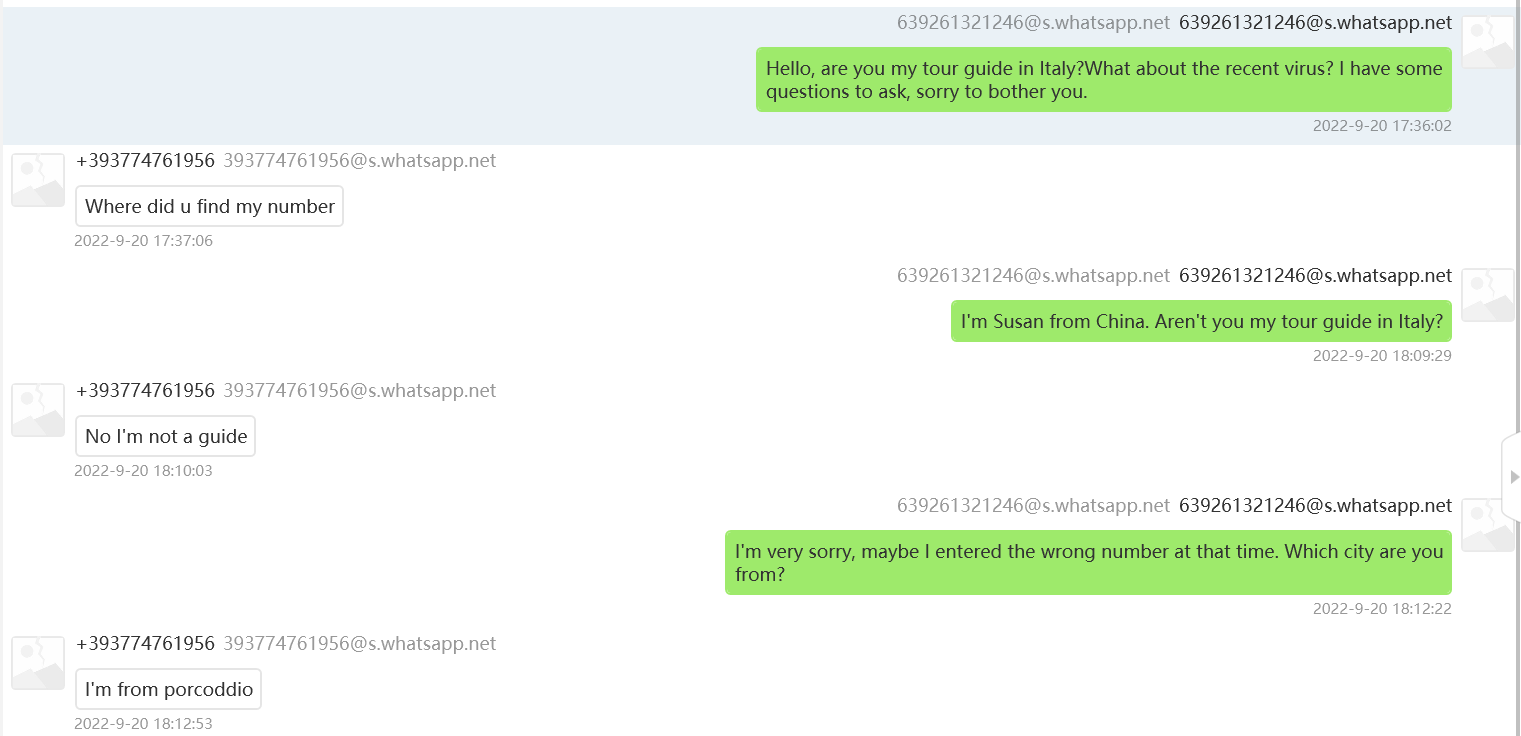 639261321246@s.whatsapp.net 639261321246@s.whatsapp.net
Hello, are you my tour guide in Italy?What about the recent virus? I have some
questions to ask, sorry to bother you.
2022-9-20 17:36:02
+393774761956 393774761956@s.whatsapp.net
Where did u find my number
2022-9-20 17:37:06
639261321246@s.whatsapp.net 639261321246@s.whatsapp.net
I'm Susan from China. Aren't you my tour guide in Italy?
2022-9-20 18:09:29
+393774761956 393774761956@s.whatsapp.net
No I'm not a guide
2022-9-20 18:10:03
639261321246@s.whatsapp.net 639261321246@s.whatsapp.net
I'm very sorry, maybe I entered the wrong number at that time. Which city are you
from?
2022-9-20 18:12:22
+393774761956 393774761956@s.whatsapp.net
I'm from porcoddio
2022-9-20 18:12:53